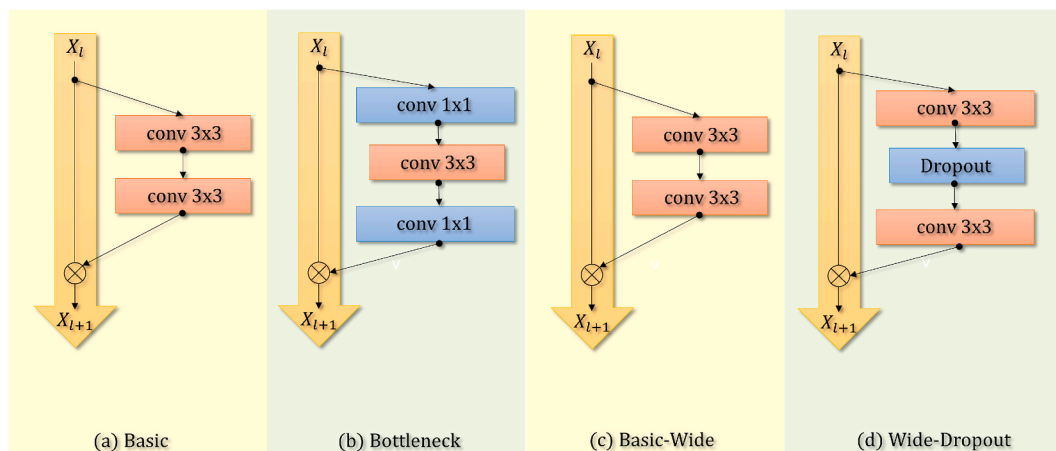 X_l
conv 3x3
conv 3x3
X_{l+1}
(a) Basic
X_l
conv 1x1
conv 3x3
conv 1x1
X_{l+1}
(b) Bottleneck
X_l
conv 3x3
conv 3x3
X_{l+1}
(c) Basic-Wide
X_l
conv 3x3
Dropout
conv 3x3
X_{l+1}
(d) Wide-Dropout